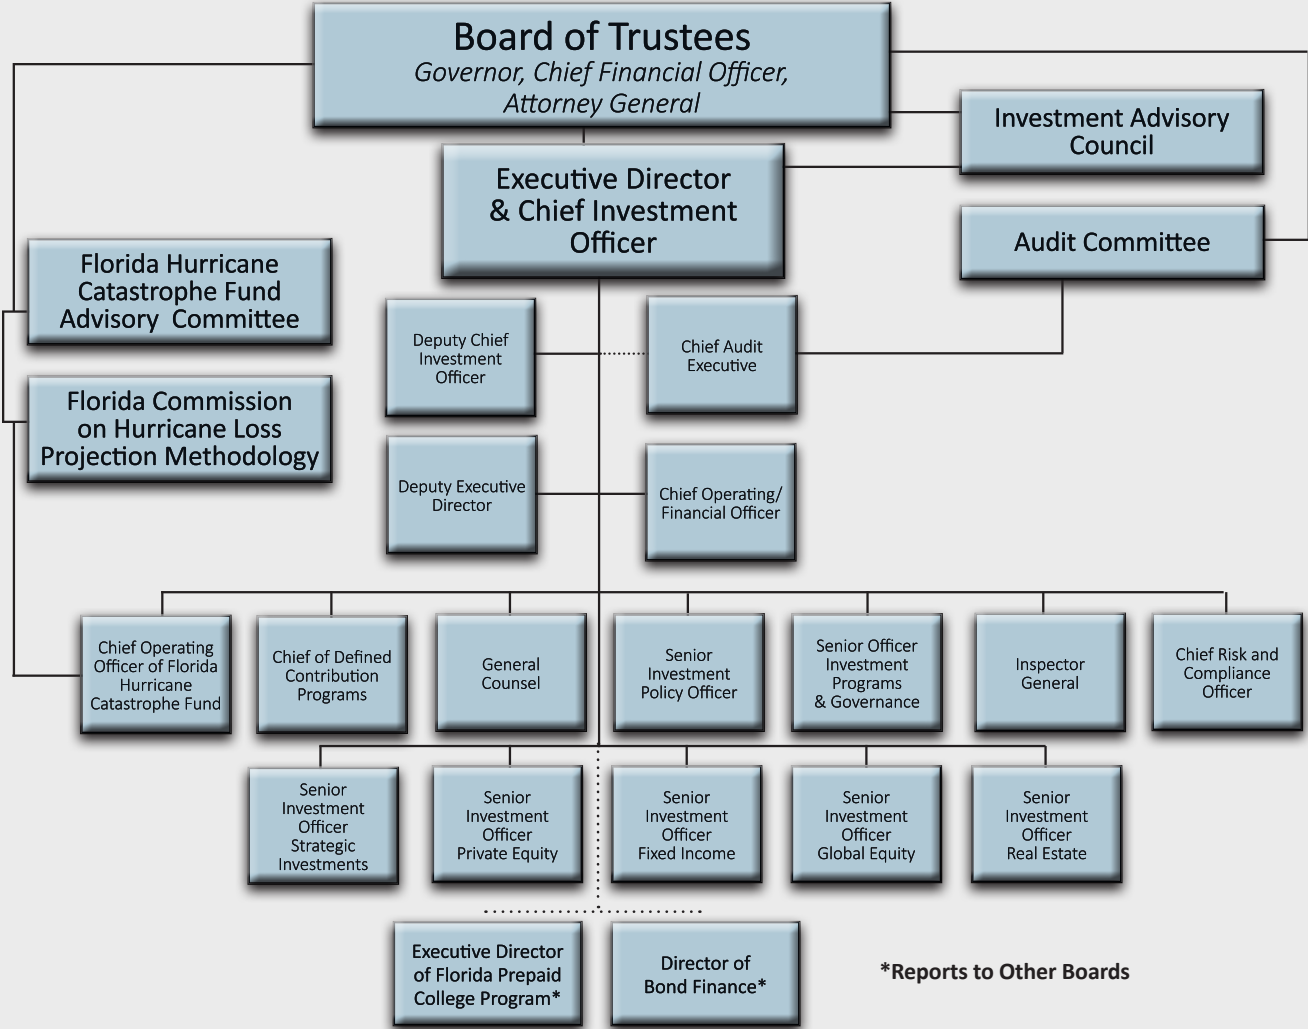 Board of Trustees
Governor, Chief Financial Officer,
Attorney General
Investment Advisory
Council
Executive Director
& Chief Investment
Officer
Audit Committee
Florida Hurricane
Catastrophe Fund
Advisory Committee
Deputy Chief
Investment
Officer
Chief Audit
Executive
Florida Commission
on Hurricane Loss
Projection Methodology
Deputy Executive
Director
Chief Operating/
Financial Officer
Chief Operating
Officer of Florida
Hurricane
Catastrophe Fund
Chief of Defined
Contribution
Programs
General
Counsel
Senior
Investment
Policy Officer
Senior Officer
Investment
Programs
& Governance
Inspector
General
Chief Risk and
Compliance
Officer
Senior
Investment
Officer
Strategic
Investments
Senior
Investment
Officer
Private Equity
Senior
Investment
Officer
Fixed Income
Senior
Investment
Officer
Global Equity
Senior
Investment
Officer
Real Estate
Executive Director
of Florida Prepaid
College Program*
Director of
Bond Finance*
*Reports to Other Boards